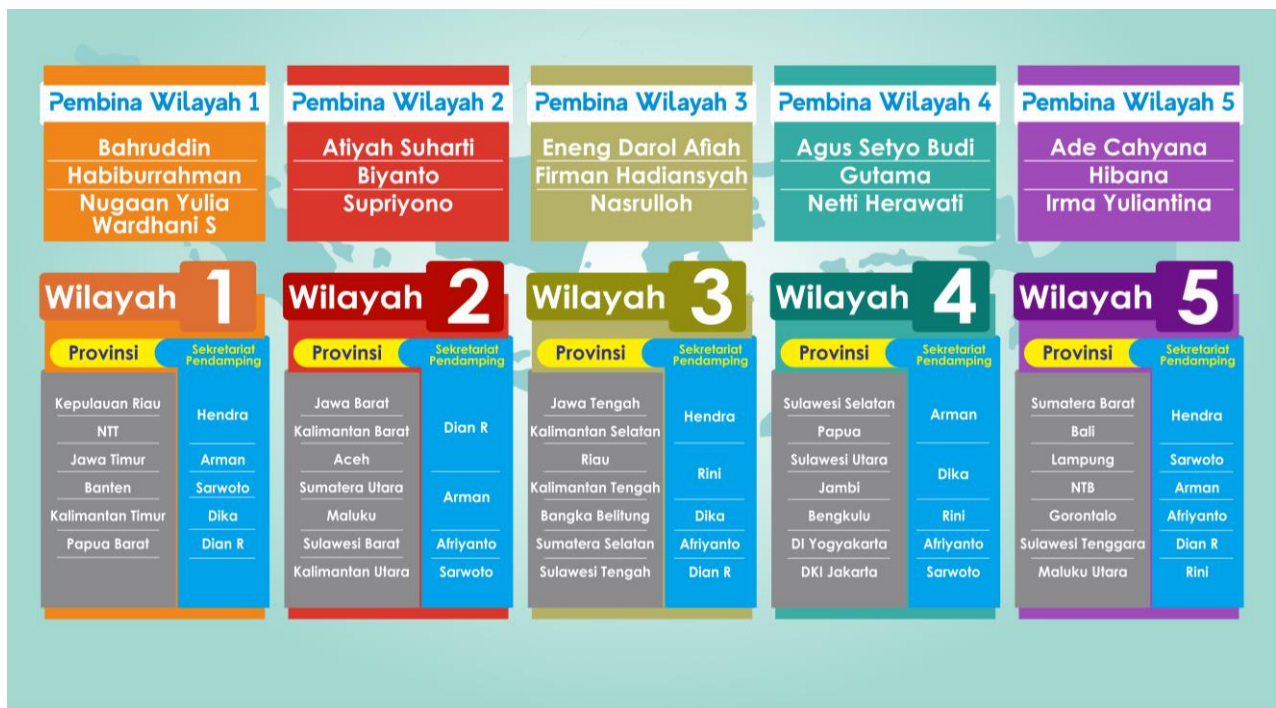 Pembina Wilayah 1
Bahruddin
Habiburrahman
Nugaan Yulia
Wardhani S
Pembina Wilayah 2
Atiyah Suharti
Biyanto
Supriyono
Pembina Wilayah 3
Eneng Darol Afiah
Firman Hadiansyah
Nasrulloh
Pembina Wilayah 4
Agus Setyo Budi
Gutama
Netti Herawati
Pembina Wilayah 5
Ade Cahyana
Hibana
Irma Yuliantina
Wilayah 1
Provinsi
Sekretariat
Pendamping
Kepulauan Riau
Hendra
NTT
Jawa Timur Arman
Banten Sarwoto
Kalimantan Timur Dika
Papua Barat Dian R
Wilayah 2
Provinsi
Sekretariat
Pendamping
Jawa Barat
Dian R
Kalimantan Barat
Aceh
Sumatera Utara
Arman
Maluku
Sulawesi Barat Afriyanto
Kalimantan Utara Sarwoto
Wilayah 3
Provinsi
Sekretariat
Pendamping
Jawa Tengah
Hendra
Kalimantan Selatan
Riau
Rini
Kalimantan Tengah
Bangka Belitung Dika
Sumatera Selatan Afriyanto
Sulawesi Tengah Dian R
Wilayah 4
Provinsi
Sekretariat
Pendamping
Sulawesi Selatan
Arman
Papua
Sulawesi Utara
Dika
Jambi
Bengkulu Rini
DI Yogyakarta Afriyanto
DKI Jakarta Sarwoto
Wilayah 5
Provinsi
Sekretariat
Pendamping
Sumatera Barat
Hendra
Bali
Lampung Sarwoto
NTB Arman
Gorontalo Afriyanto
Sulawesi Tenggara Dian R
Maluku Utara Rini